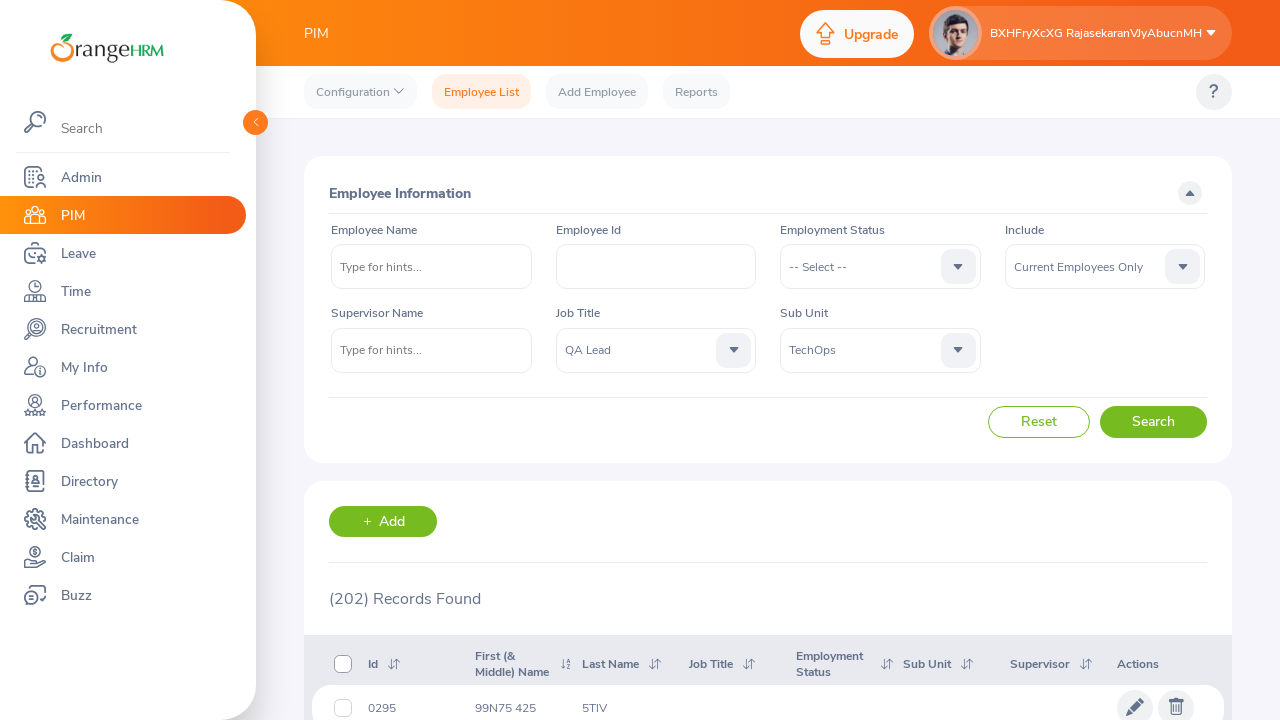 OrangeHRM
PIM
Upgrade
BXHFryXcXG RajasekaranVJyAbucnMH
Configuration
Employee List
Add Employee
Reports
?
Search
Admin
PIM
Leave
Time
Recruitment
My Info
Performance
Dashboard
Directory
Maintenance
Claim
Buzz
Employee Information
Employee Name
Employee Id
Employment Status
Include
Type for hints...
-- Select --
Current Employees Only
Supervisor Name
Job Title
Sub Unit
Type for hints...
QA Lead
TechOps
Reset
Search
+ Add
(202) Records Found
Id
First (& Middle) Name
Last Name
Job Title
Employment Status
Sub Unit
Supervisor
Actions
0295
99N75 425
5TIV